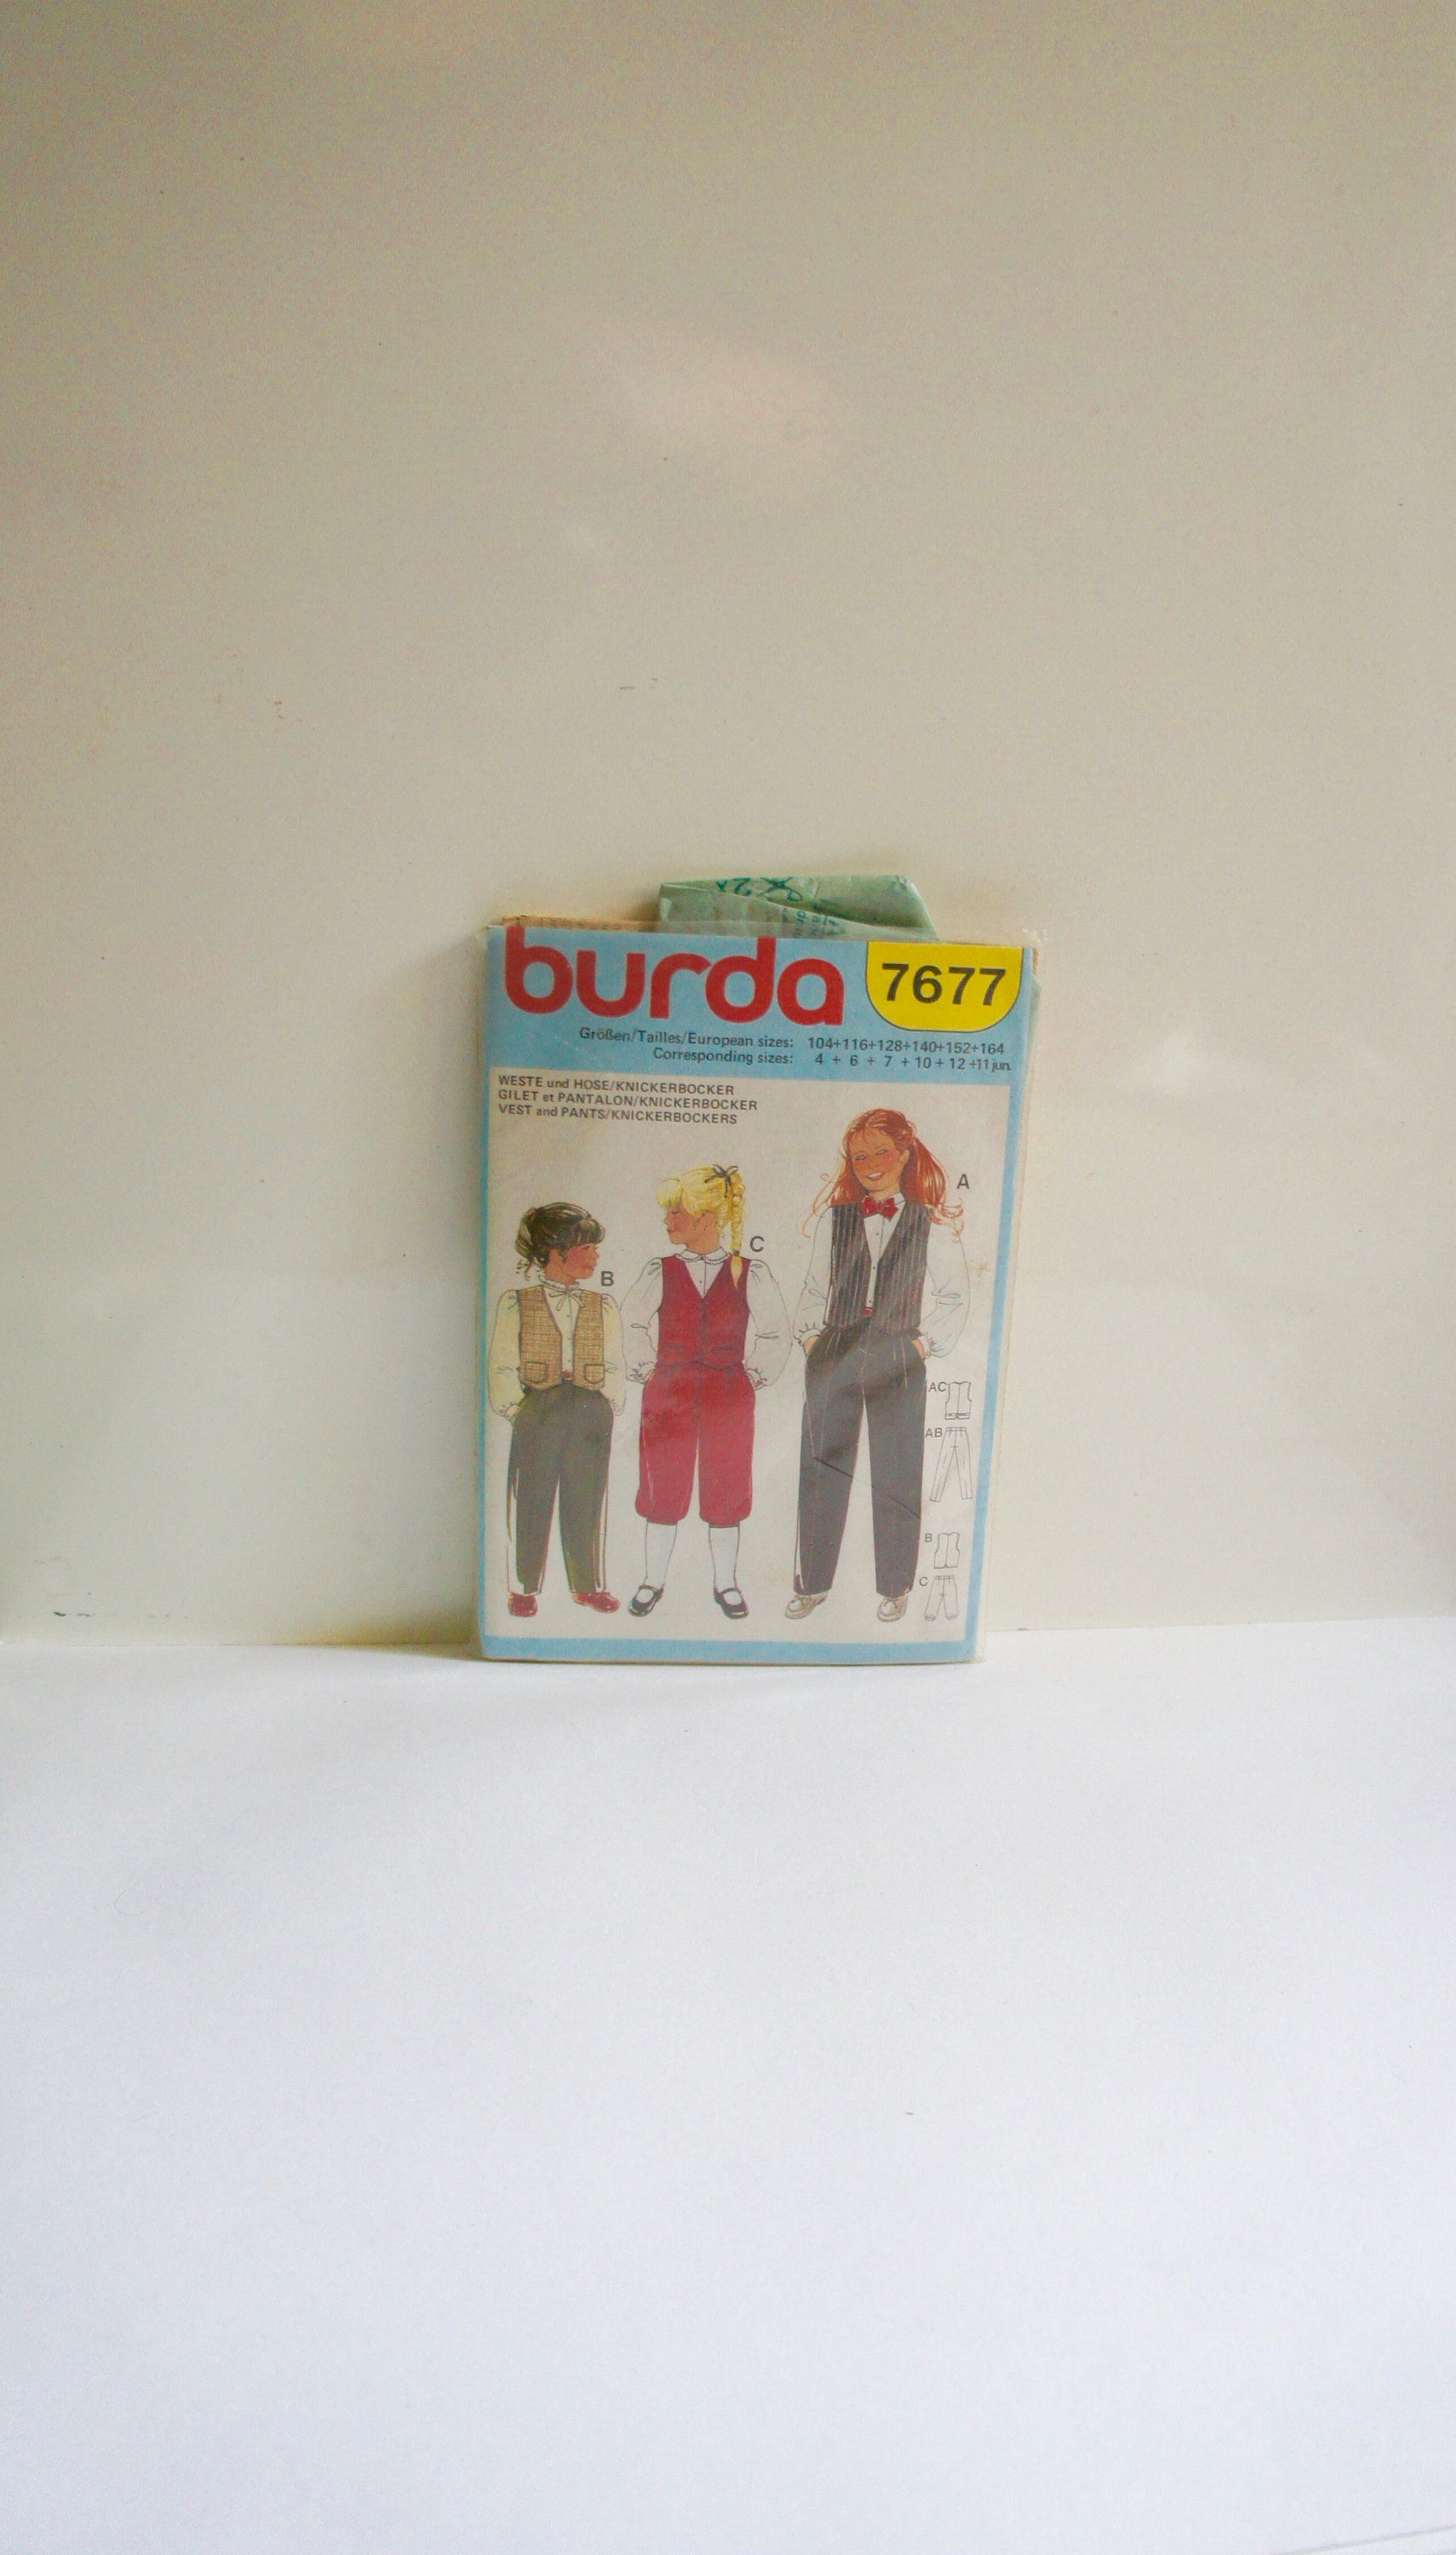 burda
7677
Größen/Tailles/European sizes: 104+116+128+140+152+164
Corresponding sizes: 4 + 6 + 7 + 10 + 12 +11 jun.
WESTE und HOSE/KNICKERBOCKER
GILET et PANTALON/KNICKERBOCKER
VEST and PANTS/KNICKERBOCKERS
A
C
B
AC
AB
B
C